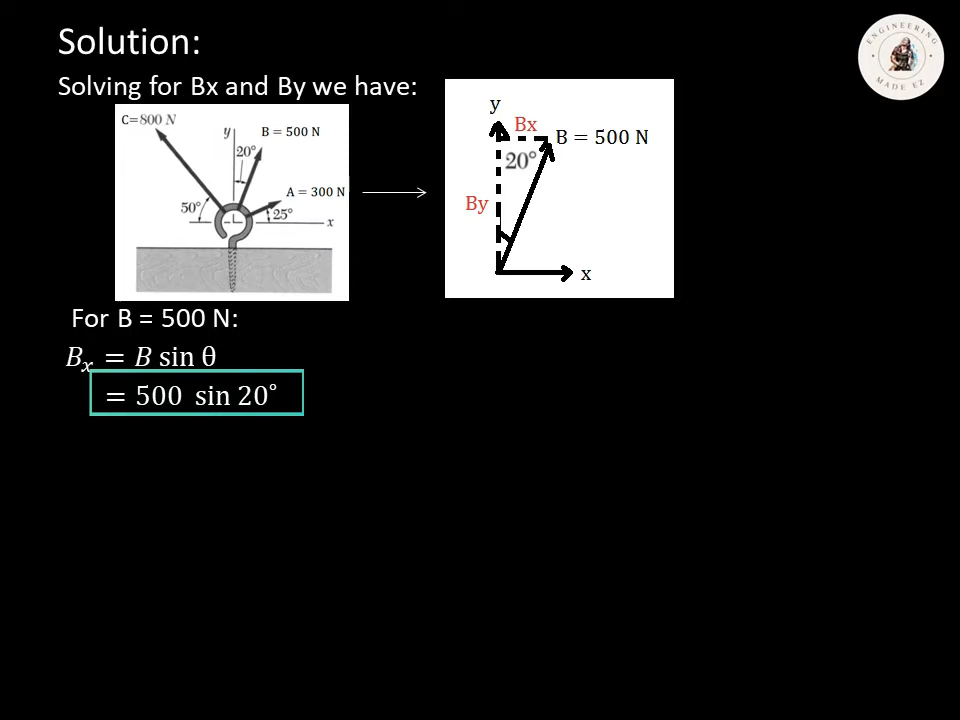 Solution:
Solving for Bx and By we have:
ENGINEERING
MADE EZ
C=800 N
y
B = 500 N
20°
A = 300 N
50°
25°
x
y
Bx
B = 500 N
20°
By
x
For B = 500 N:
Bₓ = B sin θ
= 500 sin 20°